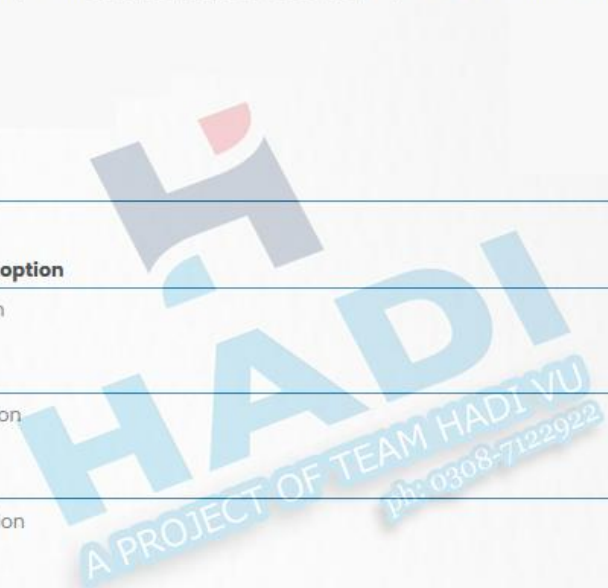 option
n
on
on
HADI
A PROJECT OF TEAM HADI VU
ph: 0308-7122922